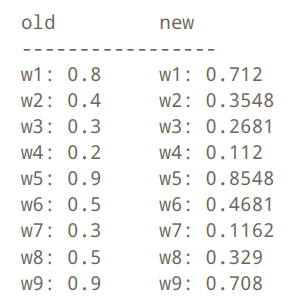 old new
-----------------
w1: 0.8 w1: 0.712
w2: 0.4 w2: 0.3548
w3: 0.3 w3: 0.2681
w4: 0.2 w4: 0.112
w5: 0.9 w5: 0.8548
w6: 0.5 w6: 0.4681
w7: 0.3 w7: 0.1162
w8: 0.5 w8: 0.329
w9: 0.9 w9: 0.708